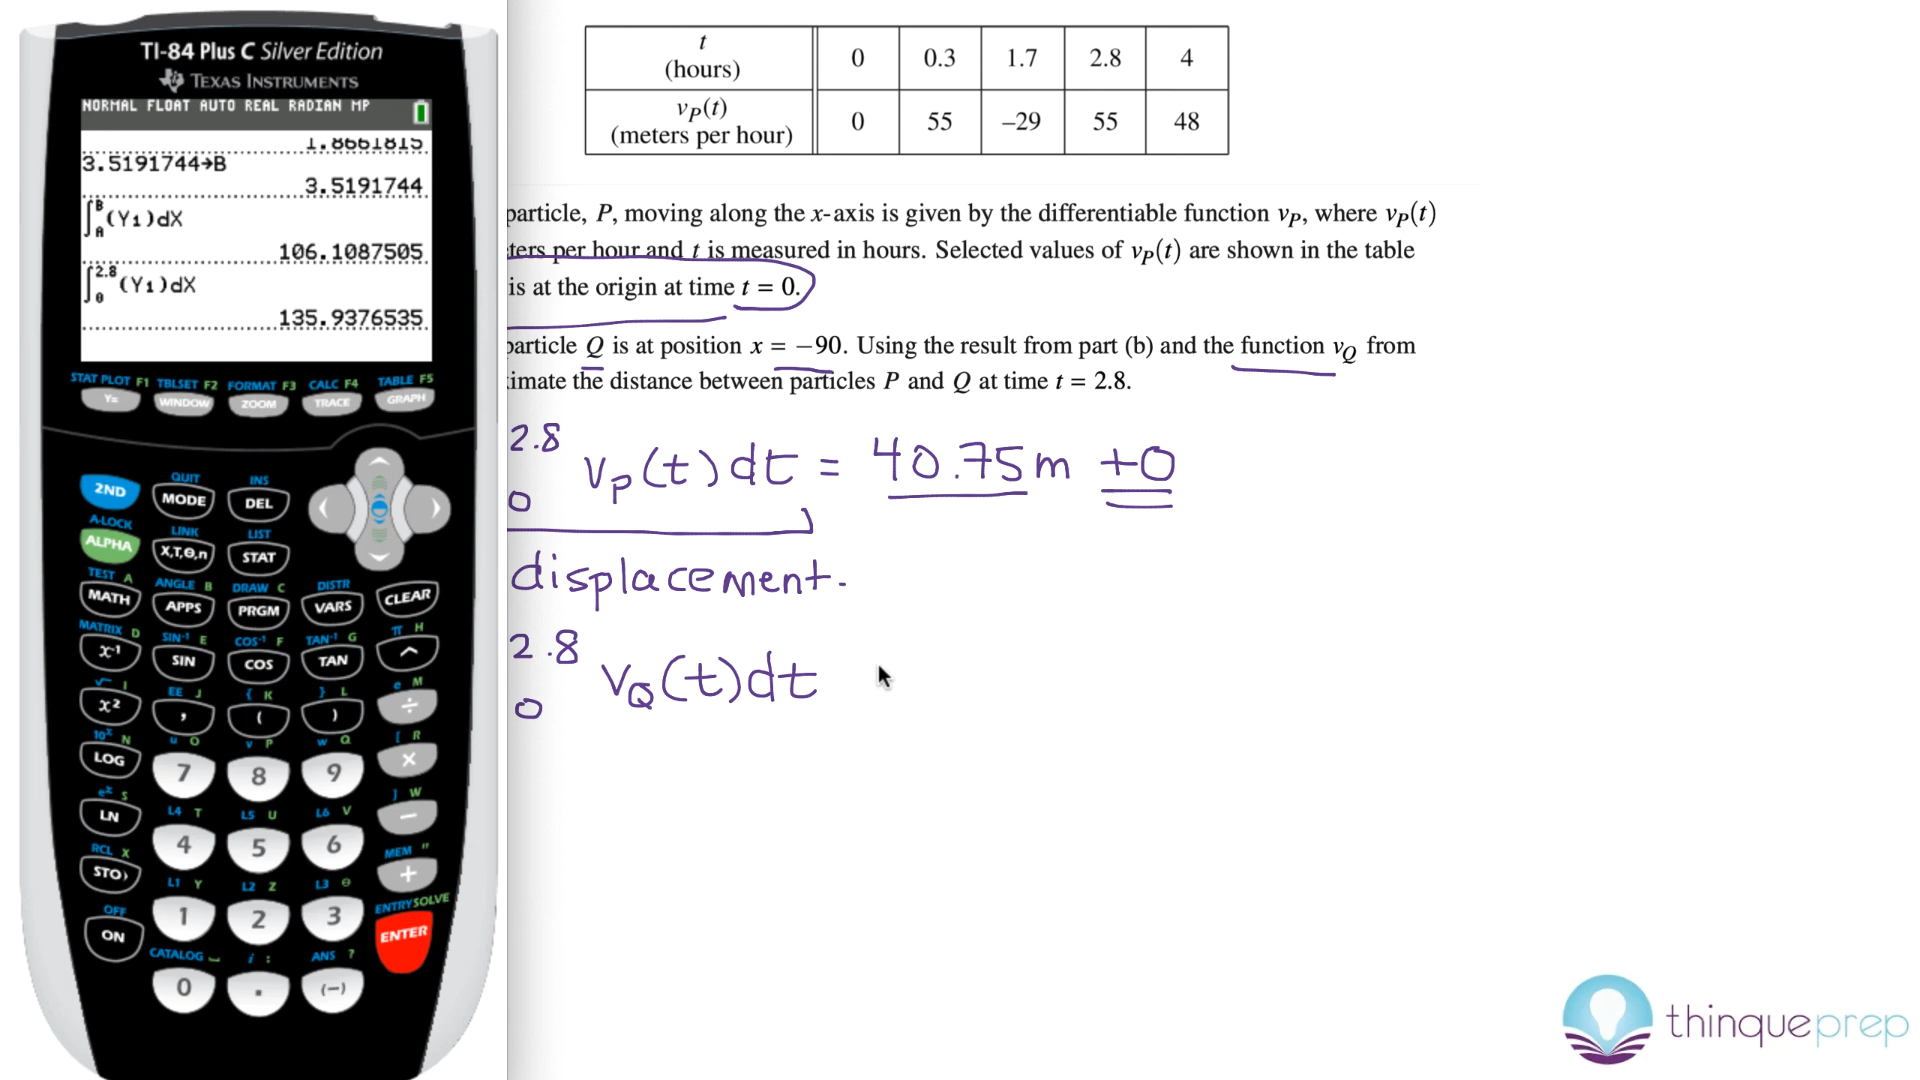 TI-84 Plus C Silver Edition
TEXAS INSTRUMENTS
NORMAL FLOAT AUTO REAL RADIAN MP
1.8661815
3.5191744→B
3.5191744
∫ᴮₐ(Y₁)dX
106.1087505
∫²·⁸₀(Y₁)dX
135.9376535
STAT PLOT F1 TBLSET F2 FORMAT F3 CALC F4 TABLE F5
Y= WINDOW ZOOM TRACE GRAPH
QUIT INS
2ND MODE DEL
A-LOCK LINK LIST
ALPHA X,T,Θ,n STAT
TEST A ANGLE B DRAW C DISTR
MATH APPS PRGM VARS CLEAR
MATRIX D SIN⁻¹ E COS⁻¹ F TAN⁻¹ G π H
x⁻¹ SIN COS TAN ^
√ I EE J { K } L e M
x² , ( ) ÷
10ˣ N u O v P w Q [ R
LOG 7 8 9 ×
eˣ S L4 T L5 U L6 V ] W
LN 4 5 6 −
RCL X L1 Y L2 Z L3 θ MEM "
STO› 1 2 3 +
OFF CATALOG ⎵ i : ANS ? ENTRY SOLVE
ON 0 . (−) ENTER
t (hours) 0 0.3 1.7 2.8 4
vP(t) (meters per hour) 0 55 –29 55 48
particle, P, moving along the x-axis is given by the differentiable function vP, where vP(t)
ters per hour and t is measured in hours. Selected values of vP(t) are shown in the table
is at the origin at time t = 0.
particle Q is at position x = −90. Using the result from part (b) and the function vQ from
imate the distance between particles P and Q at time t = 2.8.
2.8
0 vP(t)dt = 40.75m +0
displacement.
2.8
0 vQ(t)dt
thinqueprep